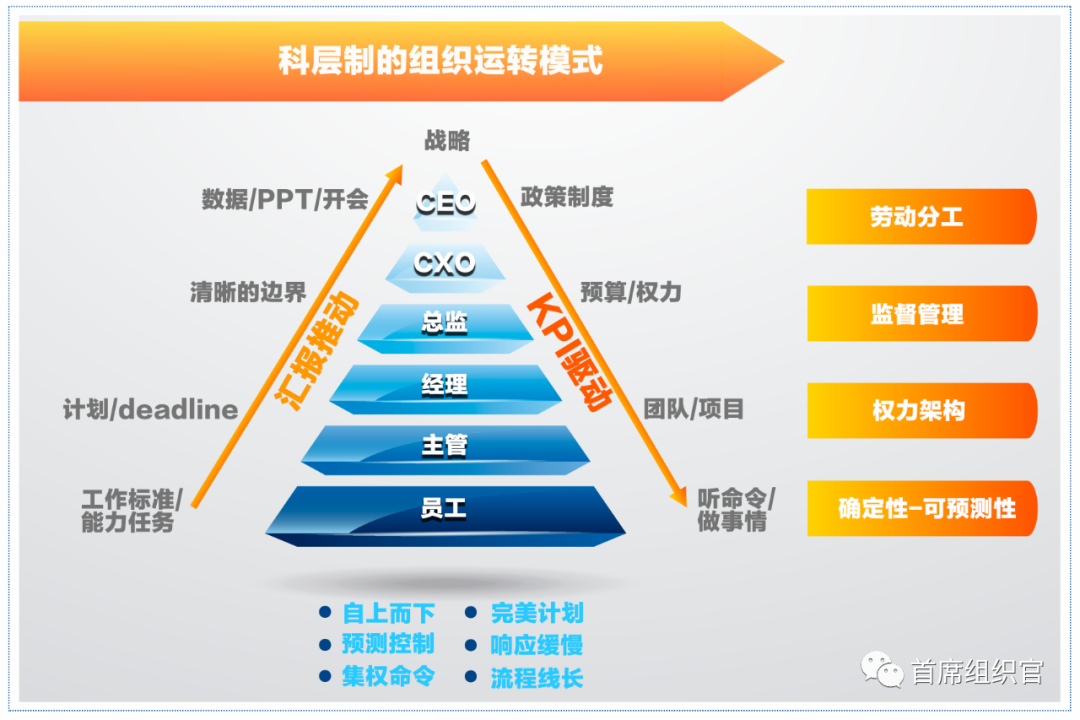 科层制的组织运转模式
战略
数据/PPT/开会
CEO
政策制度
劳动分工
CXO
清晰的边界
预算/权力
汇报推动
总监
KPI驱动
监督管理
经理
计划/deadline
团队/项目
权力架构
主管
工作标准/
能力任务
员工
听命令/
做事情
确定性-可预测性
自上而下
完美计划
预测控制
响应缓慢
集权命令
流程线长
首席组织官